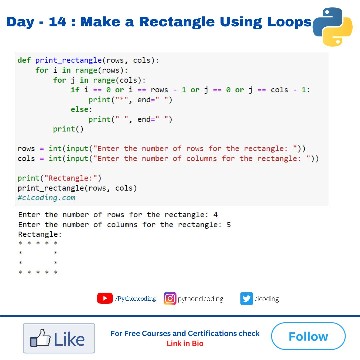 Day - 14 : Make a Rectangle Using Loops
def print_rectangle(rows, cols):
    for i in range(rows):
        for j in range(cols):
            if i == 0 or i == rows - 1 or j == 0 or j == cols - 1:
                print("*", end=" ")
            else:
                print(" ", end=" ")
        print()
rows = int(input("Enter the number of rows for the rectangle: "))
cols = int(input("Enter the number of columns for the rectangle: "))
print("Rectangle:")
print_rectangle(rows, cols)
#clcoding.com
Enter the number of rows for the rectangle: 4
Enter the number of columns for the rectangle: 5
Rectangle:
* * * * *
*       *
*       *
* * * * *
/Pythoncoding
pythonclcoding
/clcoding
Like
For Free Courses and Certifications check
Link in Bio
Follow